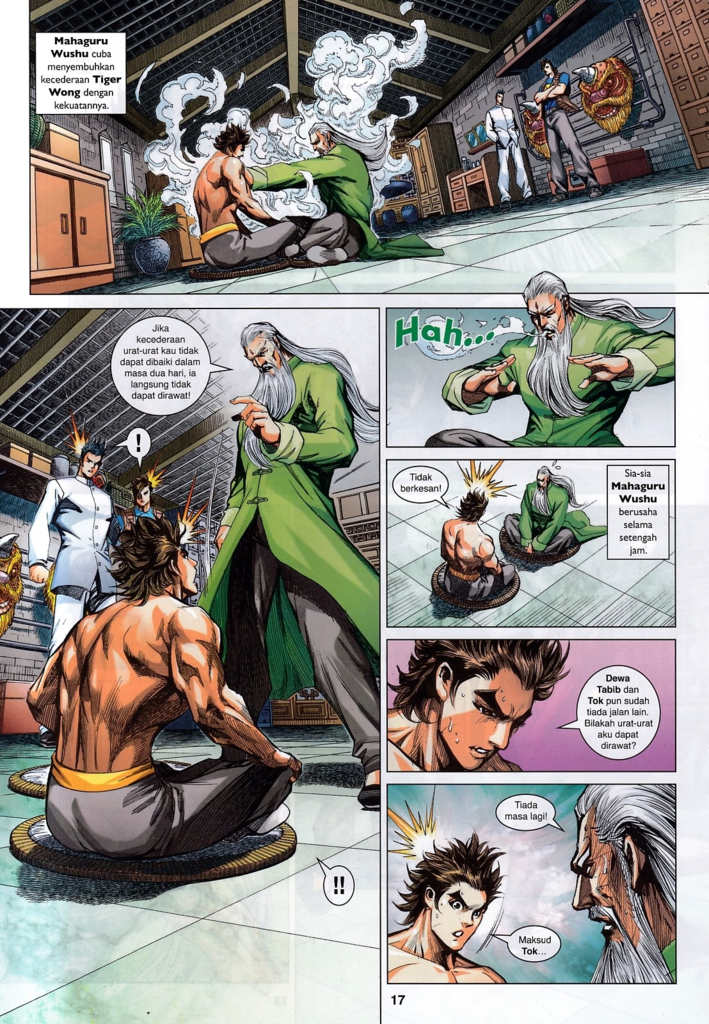 Mahaguru
Wushu cuba
menyembuhkan
kecederaan Tiger
Wong dengan
kekuatannya.
Jika
kecederaan
urat-urat kau tidak
dapat dibaiki dalam
masa dua hari, ia
langsung tidak
dapat dirawat!
!
!!
Hah...
Tidak
berkesan!
Sia-sia
Mahaguru
Wushu
berusaha
selama
setengah
jam.
Dewa
Tabib dan
Tok pun sudah
tiada jalan lain.
Bilakah urat-urat
aku dapat
dirawat?
Tiada
masa lagi!
Maksud
Tok...
17